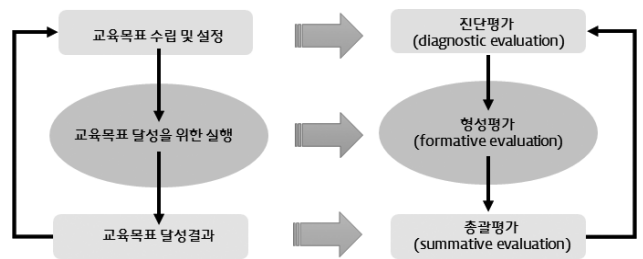 교육목표 수립 및 설정
진단평가
(diagnostic evaluation)
교육목표 달성을 위한 실행
형성평가
(formative evaluation)
교육목표 달성결과
총괄평가
(summative evaluation)